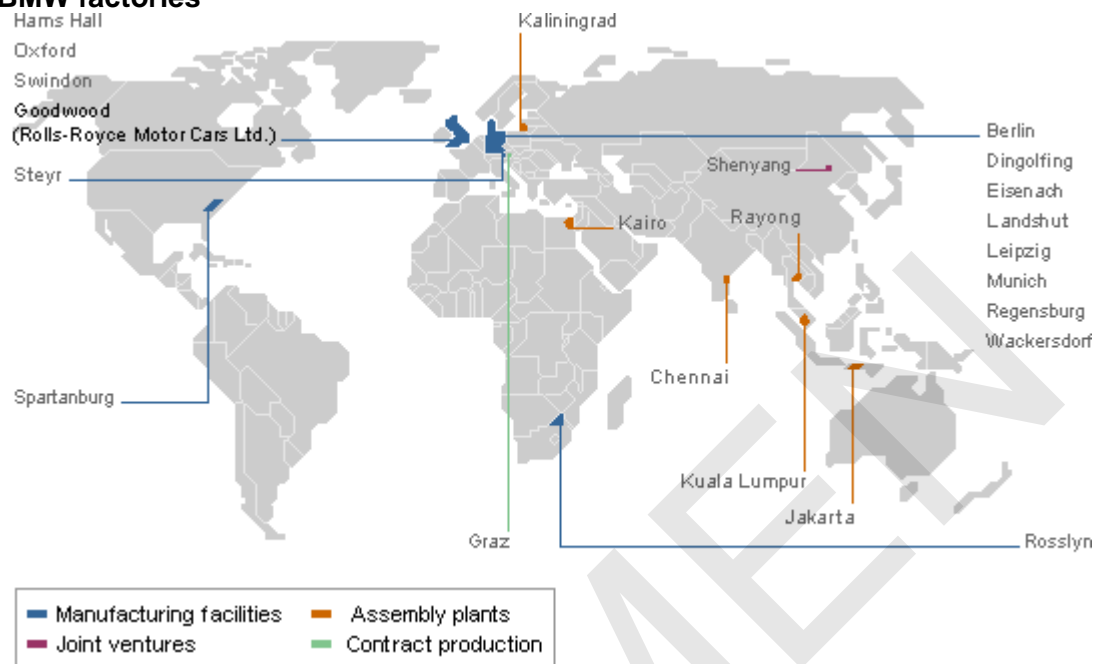 BMW factories
Hams Hall
Oxford
Swindon
Goodwood
(Rolls-Royce Motor Cars Ltd.)
Steyr
Spartanburg
Kaliningrad
Shenyang
Kairo
Rayong
Chennai
Kuala Lumpur
Jakarta
Graz
Berlin
Dingolfing
Eisenach
Landshut
Leipzig
Munich
Regensburg
Wackersdorf
Rosslyn
Manufacturing facilities
Assembly plants
Joint ventures
Contract production
MEN